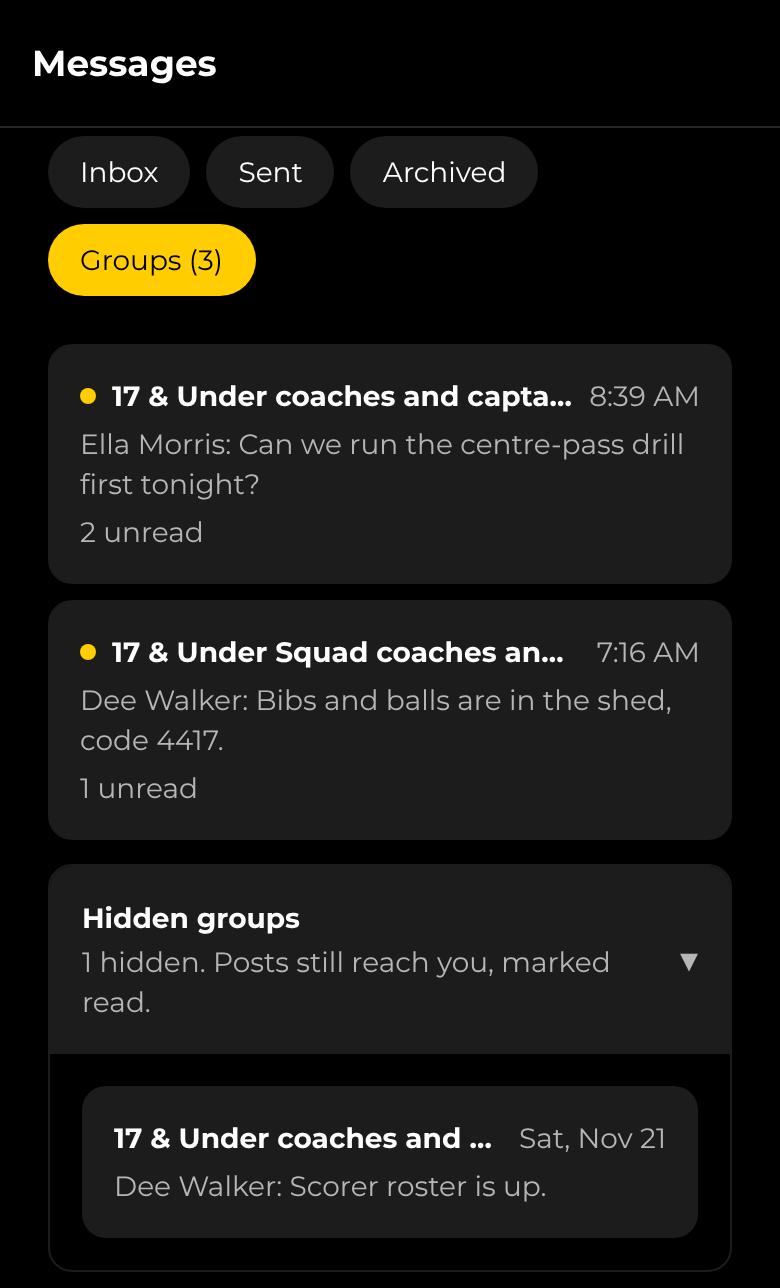 Messages
Inbox Sent Archived
Groups (3)
17 & Under coaches and capta... 8:39 AM
Ella Morris: Can we run the centre-pass drill
first tonight?
2 unread
17 & Under Squad coaches an... 7:16 AM
Dee Walker: Bibs and balls are in the shed,
code 4417.
1 unread
Hidden groups
1 hidden. Posts still reach you, marked
read.
▼
17 & Under coaches and ... Sat, Nov 21
Dee Walker: Scorer roster is up.